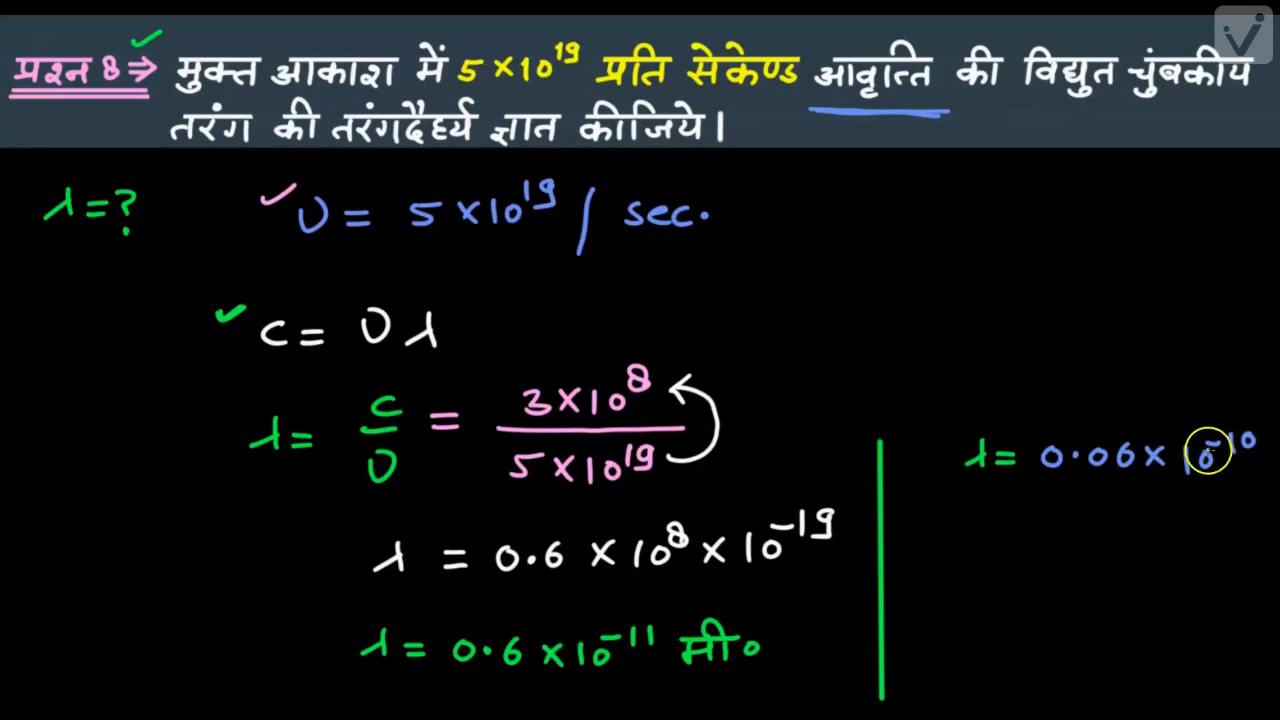 प्रश्न 8⇒ मुक्त आकाश में 5×10¹⁹ प्रति सेकेण्ड आवृत्ति की विद्युत चुंबकीय
तरंग की तरंगदैर्ध्य ज्ञात कीजिये।
λ=? υ = 5×10¹⁹ / sec.
c = υλ
λ = c/υ = 3×10⁸ / 5×10¹⁹
λ = 0.6 × 10⁸ × 10⁻¹⁹
λ = 0.6 × 10⁻¹¹ मी०
λ = 0.06 × 10⁻¹⁰